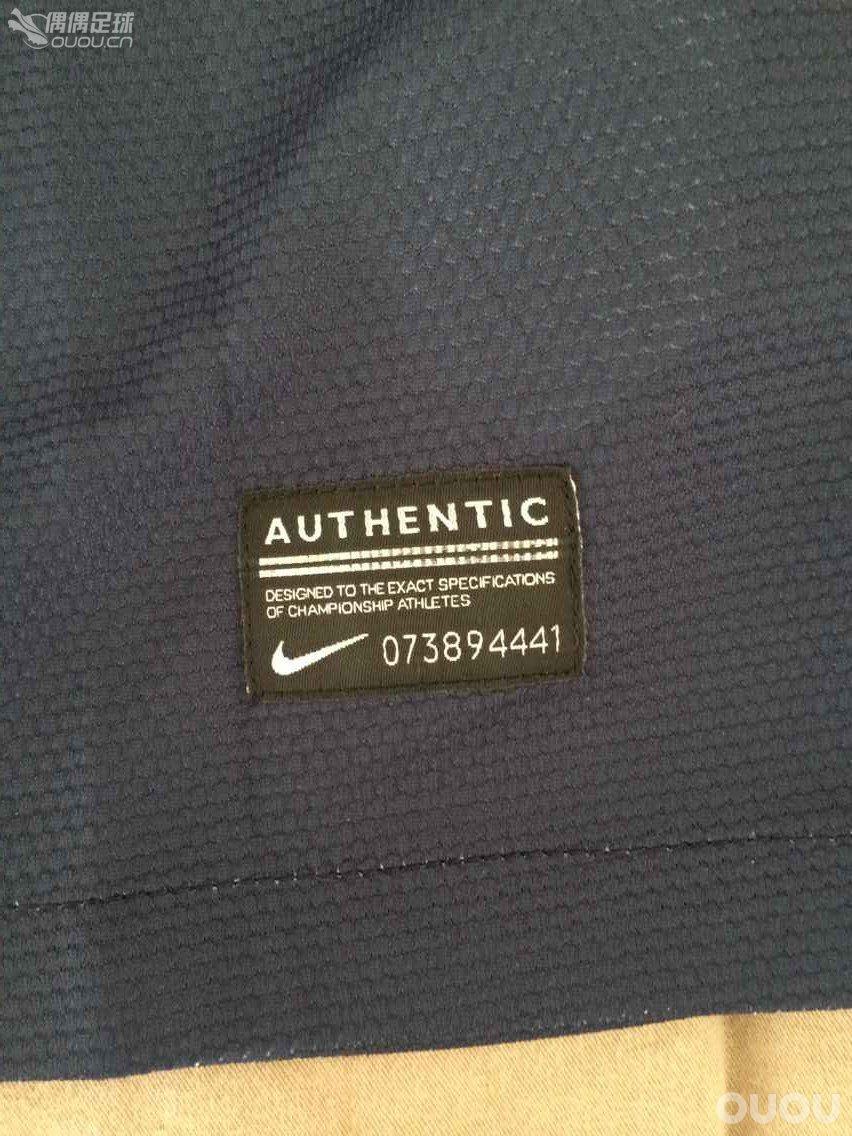 偶偶足球
OUOU.CN
AUTHENTIC
DESIGNED TO THE EXACT SPECIFICATIONS
OF CHAMPIONSHIP ATHLETES
073894441
OUOU